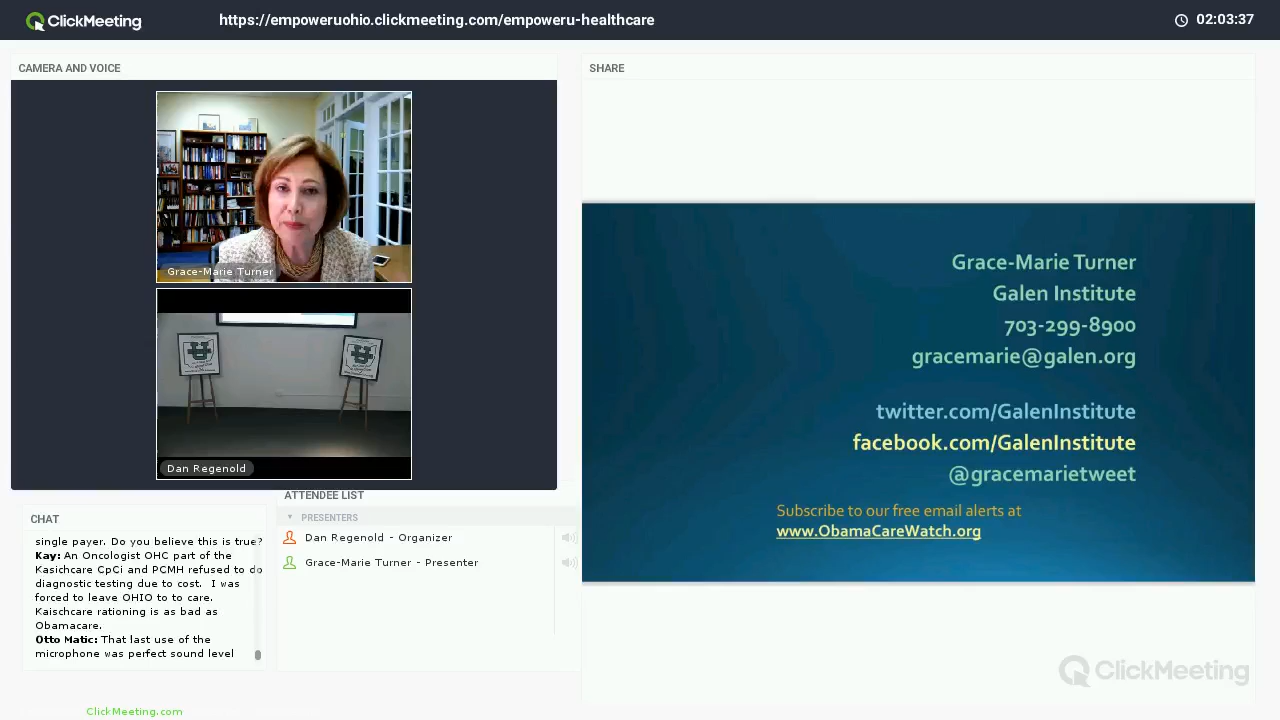 ClickMeeting
https://empoweruohio.clickmeeting.com/empoweru-healthcare
02:03:37
CAMERA AND VOICE
Grace-Marie Turner
Dan Regenold
CHAT
single payer. Do you believe this is true?
Kay: An Oncologist OHC part of the
Kasichcare CpCi and PCMH refused to do
diagnostic testing due to cost. I was
forced to leave OHIO to to care.
Kaischcare rationing is as bad as
Obamacare.
Otto Matic: That last use of the
microphone was perfect sound level
ATTENDEE LIST
PRESENTERS
Dan Regenold - Organizer
Grace-Marie Turner - Presenter
SHARE
Grace-Marie Turner
Galen Institute
703-299-8900
gracemarie@galen.org
twitter.com/GalenInstitute
facebook.com/GalenInstitute
@gracemarietweet
Subscribe to our free email alerts at
www.ObamaCareWatch.org
ClickMeeting
ClickMeeting.com